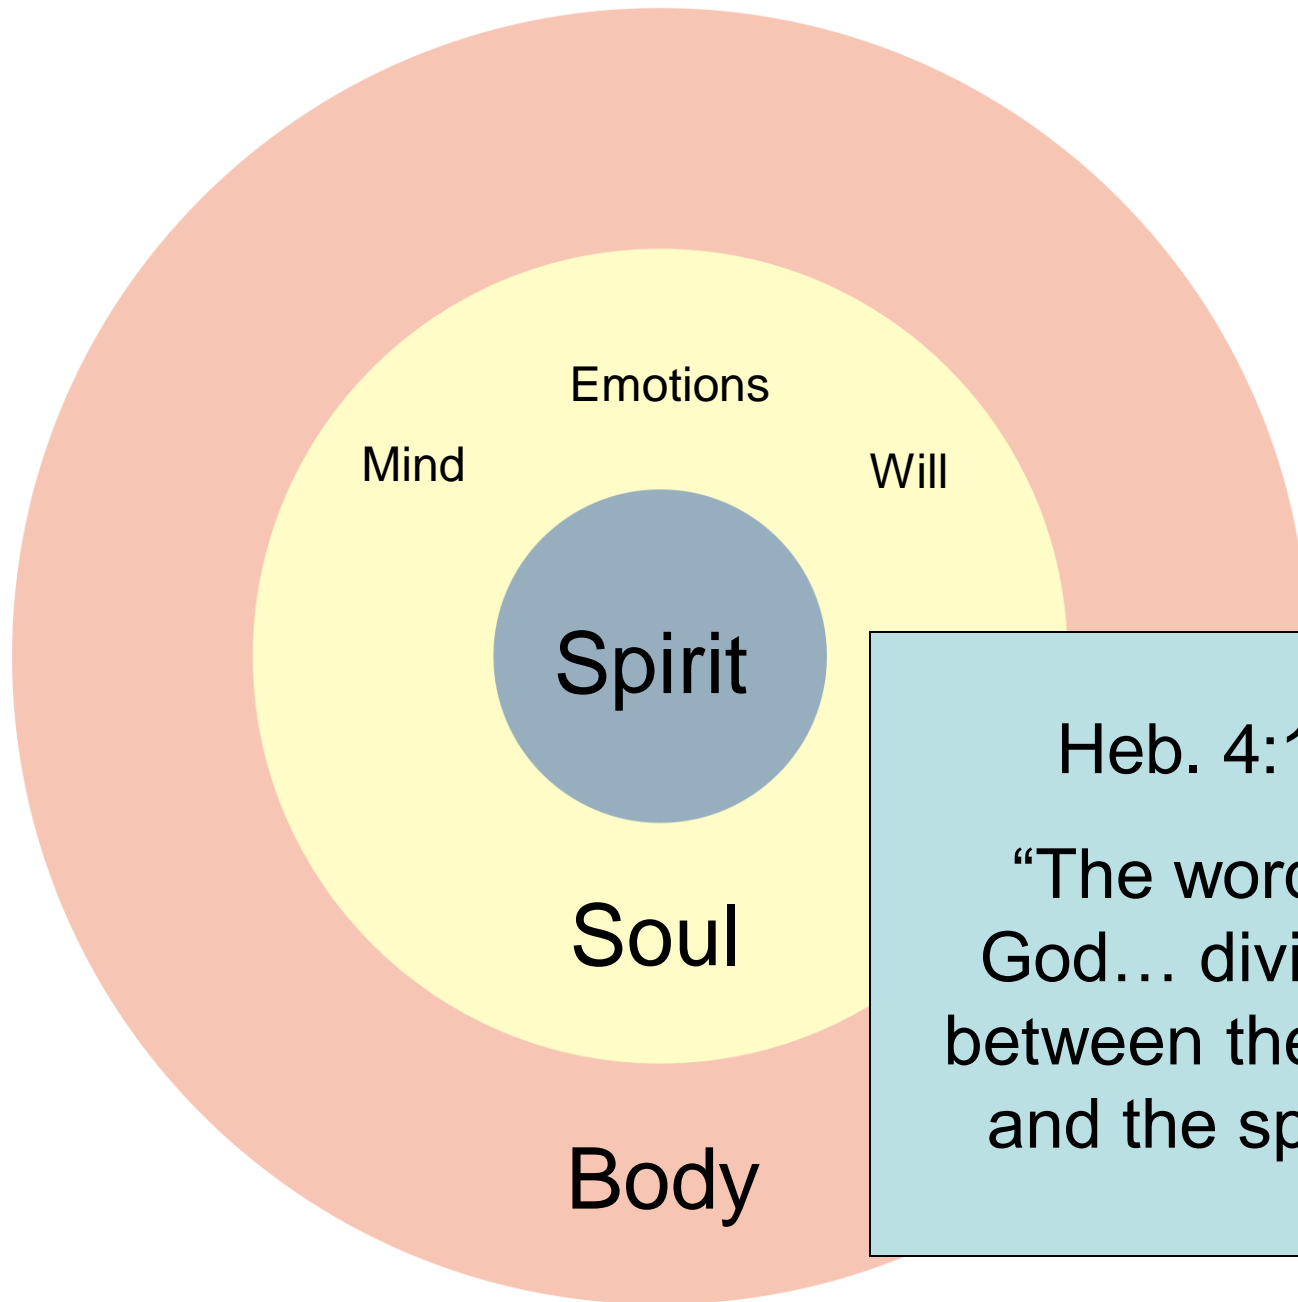 Emotions
Mind
Will
Spirit
Soul
Body
Heb. 4:1
“The word
God… divi
between the
and the sp